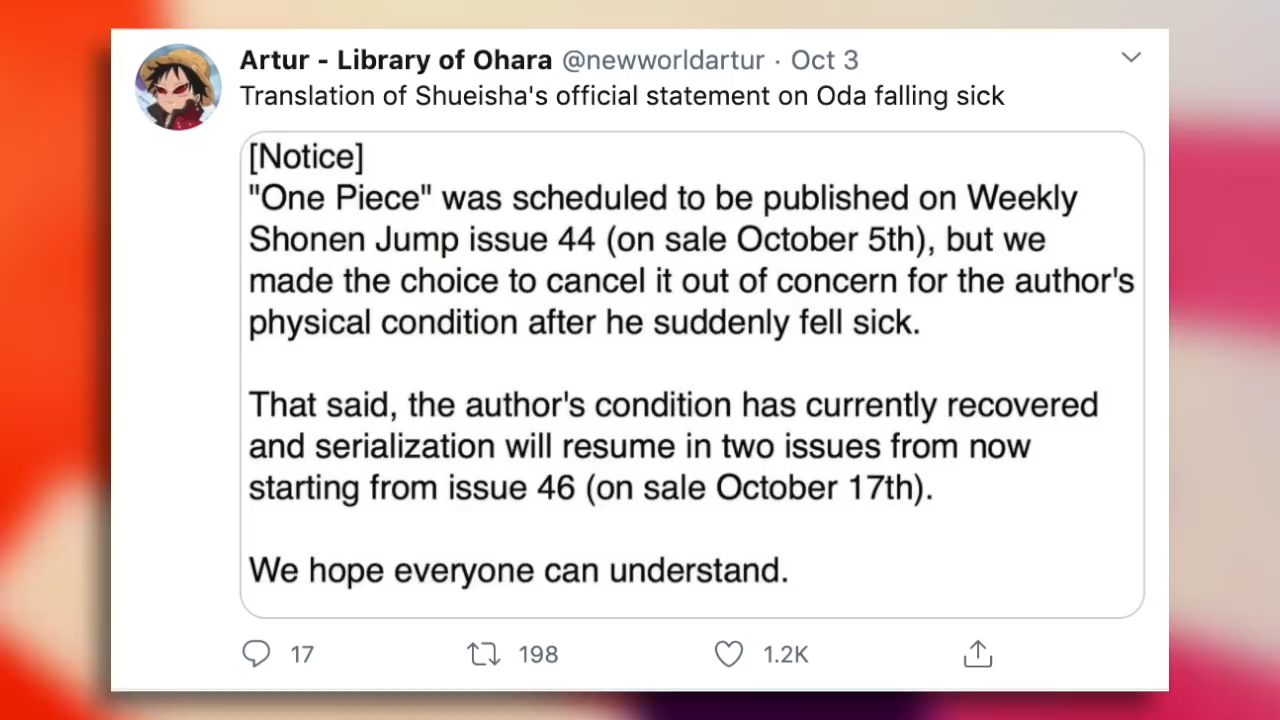 Artur - Library of Ohara @newworldartur · Oct 3
Translation of Shueisha's official statement on Oda falling sick
[Notice]
"One Piece" was scheduled to be published on Weekly
Shonen Jump issue 44 (on sale October 5th), but we
made the choice to cancel it out of concern for the author's
physical condition after he suddenly fell sick.
That said, the author's condition has currently recovered
and serialization will resume in two issues from now
starting from issue 46 (on sale October 17th).
We hope everyone can understand.
17 198 1.2K